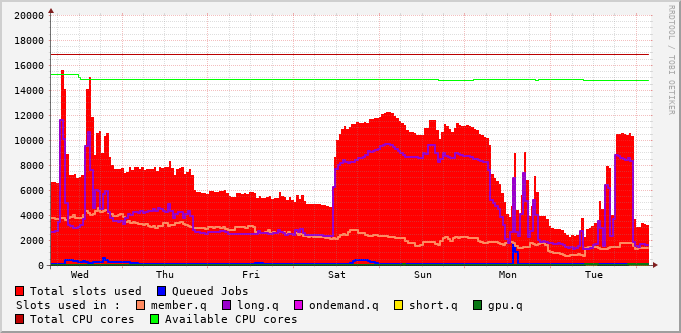 20000
18000
16000
14000
12000
10000
8000
6000
4000
2000
0
Wed Thu Fri Sat Sun Mon Tue
RRDTOOL / TOBI OETIKER
Total slots used Queued Jobs
Slots used in : member.q long.q ondemand.q short.q gpu.q
Total CPU cores Available CPU cores